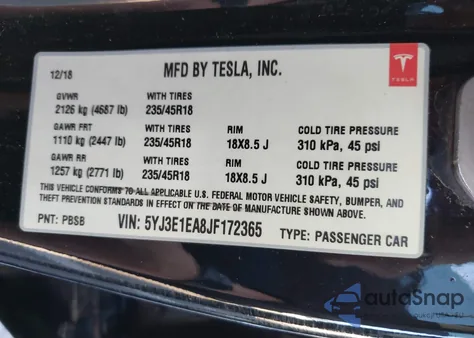 12/18 MFD BY TESLA, INC.
TESLA
GVWR WITH TIRES
2126 kg (4687 lb) 235/45R18
GAWR FRT WITH TIRES RIM COLD TIRE PRESSURE
1110 kg (2447 lb) 235/45R18 18X8.5 J 310 kPa, 45 psi
GAWR RR WITH TIRES RIM COLD TIRE PRESSURE
1257 kg (2771 lb) 235/45R18 18X8.5 J 310 kPa, 45 psi
THIS VEHICLE CONFORMS TO ALL APPLICABLE U.S. FEDERAL MOTOR VEHICLE SAFETY, BUMPER, AND
THEFT PREVENTION STANDARDS IN EFFECT ON THE DATE OF MANUFACTURE SHOWN ABOVE.
PNT: PBSB VIN: 5YJ3E1EA8JF172365 TYPE: PASSENGER CAR
autoSnap